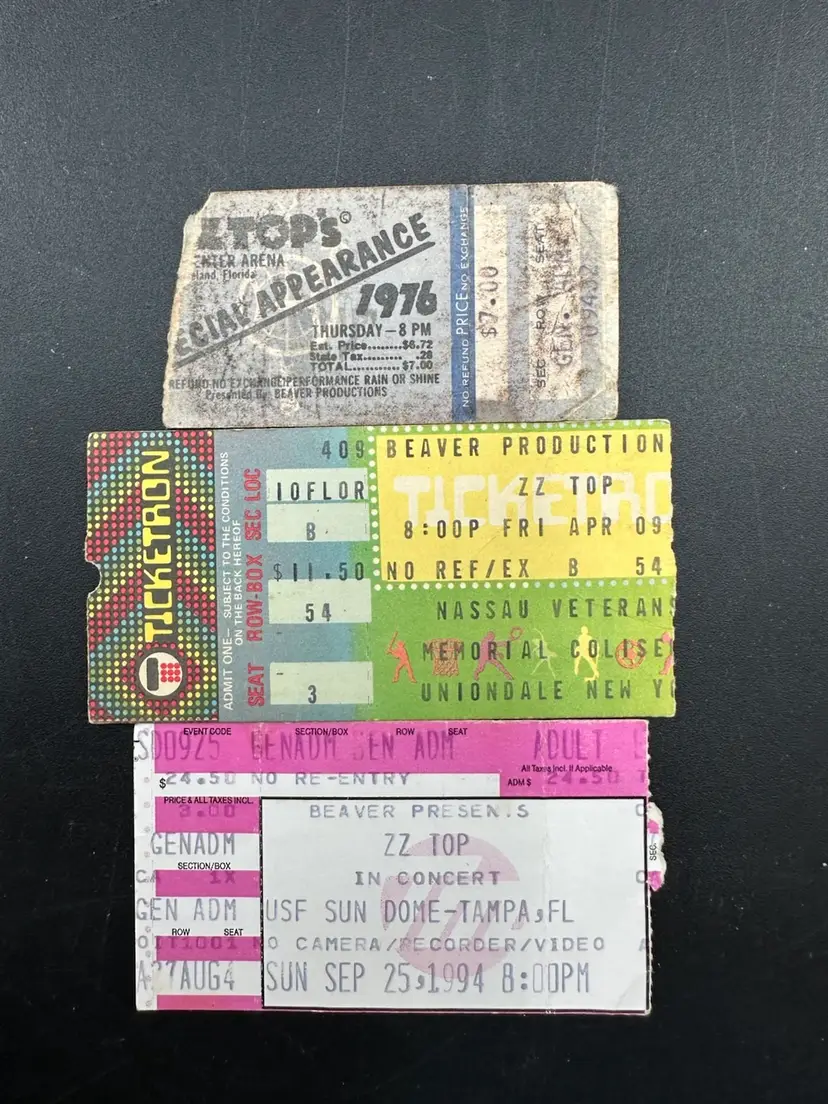 TOP's©
NTER ARENA
land, Florida
ECIAL APPEARANCE
1976
THURSDAY—8 PM
Est. Price........$6.72
State Tax......... .28
TOTAL............$7.00
REFUND NO EXCHANGE/PERFORMANCE RAIN OR SHINE
Presented by BEAVER PRODUCTIONS
NO REFUND PRICE NO EXCHANGE
$7.00
SEC ROW SEAT
GEN.
TICKETRON
ADMIT ONE— SUBJECT TO THE CONDITIONS
ON THE BACK HEREOF
SEAT ROW-BOX SEC LOC
409
10FLOR
B
$11.50
54
3
BEAVER PRODUCTION
TICKETRO
ZZ TOP
8:00P FRI APR 09
NO REF/EX B 54
NASSAU VETERANS
MEMORIAL COLISE
UNIONDALE NEW YO
EVENT CODE SECTION/BOX ROW SEAT
SD0925 GENADM GEN ADM ADULT
All Taxes Incl. If Applicable
$24.50 NO RE-ENTRY ADM $ 24.50
PRICE & ALL TAXES INCL.
3.00
BEAVER PRESENTS
GENADM
ZZ TOP
SECTION/BOX
CA 1X
IN CONCERT
GEN ADM
USF SUN DOME-TAMPA,FL
ROW SEAT
NO CAMERA/RECORDER/VIDEO
A27AUG4
SUN SEP 25,1994 8:00PM
SEC.